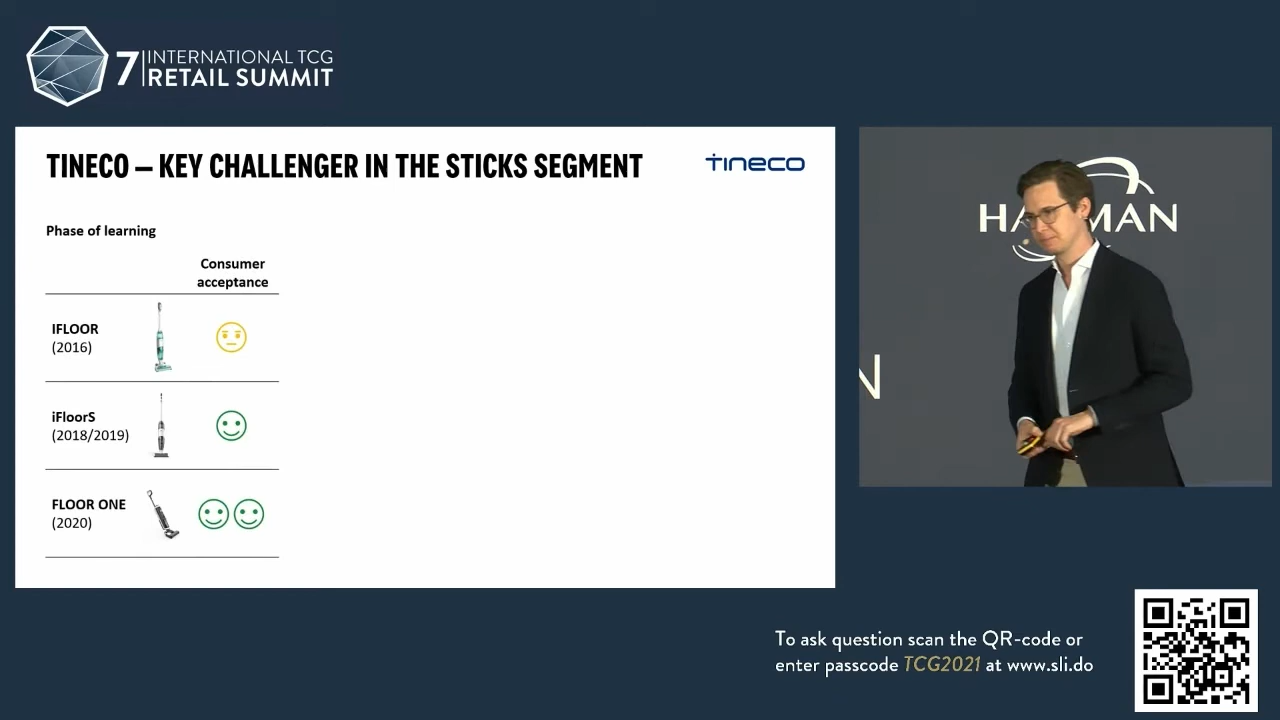 7
INTERNATIONAL TCG
RETAIL SUMMIT
TINECO – KEY CHALLENGER IN THE STICKS SEGMENT
tineco
Phase of learning
Consumer
acceptance
IFLOOR
(2016)
iFloorS
(2018/2019)
FLOOR ONE
(2020)
N
To ask question scan the QR-code or
enter passcode TCG2021 at www.sli.do